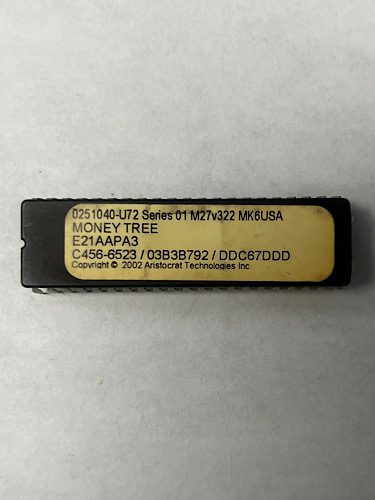 0251040-U72 Series 01 M27v322 MK6USA
MONEY TREE
E21AAPA3
C456-6523 / 03B3B792 / DDC67DDD
Copyright © 2002 Aristocrat Technologies Inc